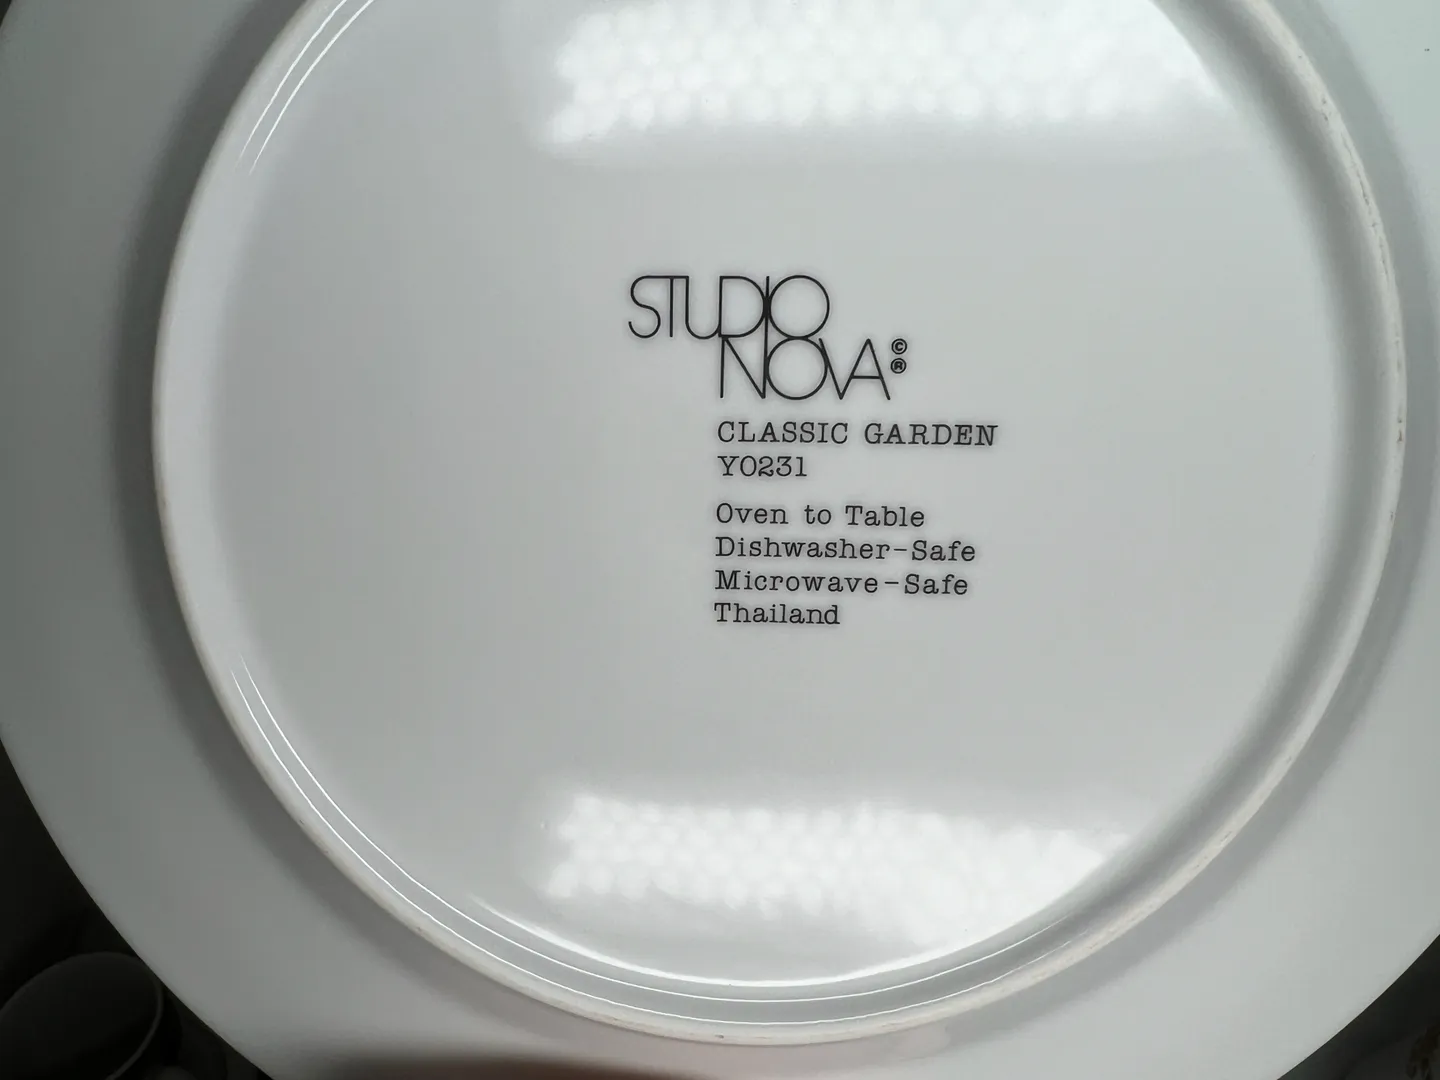 STUDIO
NOVA©®
CLASSIC GARDEN
Y0231
Oven to Table
Dishwasher-Safe
Microwave-Safe
Thailand